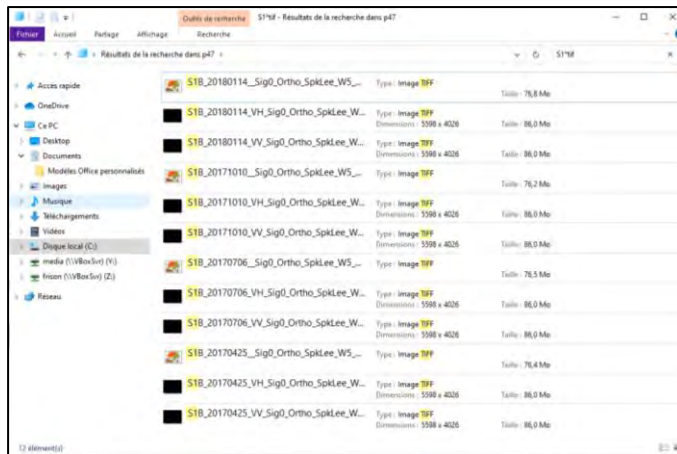 Outils de recherche
S1*tif - Résultats de la recherche dans p47
Fichier Accueil Partage Affichage Recherche
Résultats de la recherche dans p47
S1*tif
Accès rapide
OneDrive
Ce PC
Desktop
Documents
Modèles Office personnalisés
Images
Musique
Téléchargements
Vidéos
Disque local (C:)
media (\\VBoxSvr) (Y:)
frison (\\VBoxSvr) (Z:)
Réseau
S1B_20180114__Sig0_Ortho_SpkLee_W5_... Type : Image TIFF
Taille : 76,8 Mo
S1B_20180114_VH_Sig0_Ortho_SpkLee_W... Type : Image TIFF
Dimensions : 5598 x 4026 Taille : 86,0 Mo
S1B_20180114_VV_Sig0_Ortho_SpkLee_W... Type : Image TIFF
Dimensions : 5598 x 4026 Taille : 86,0 Mo
S1B_20171010__Sig0_Ortho_SpkLee_W5_... Type : Image TIFF
Taille : 76,2 Mo
S1B_20171010_VH_Sig0_Ortho_SpkLee_W... Type : Image TIFF
Dimensions : 5598 x 4026 Taille : 86,0 Mo
S1B_20171010_VV_Sig0_Ortho_SpkLee_W... Type : Image TIFF
Dimensions : 5598 x 4026 Taille : 86,0 Mo
S1B_20170706__Sig0_Ortho_SpkLee_W5_... Type : Image TIFF
Taille : 76,5 Mo
S1B_20170706_VH_Sig0_Ortho_SpkLee_W... Type : Image TIFF
Dimensions : 5598 x 4026 Taille : 86,0 Mo
S1B_20170706_VV_Sig0_Ortho_SpkLee_W... Type : Image TIFF
Dimensions : 5598 x 4026 Taille : 86,0 Mo
S1B_20170425__Sig0_Ortho_SpkLee_W5_... Type : Image TIFF
Taille : 76,4 Mo
S1B_20170425_VH_Sig0_Ortho_SpkLee_W... Type : Image TIFF
Dimensions : 5598 x 4026 Taille : 86,0 Mo
S1B_20170425_VV_Sig0_Ortho_SpkLee_W... Type : Image TIFF
Dimensions : 5598 x 4026 Taille : 86,0 Mo
12 élément(s)